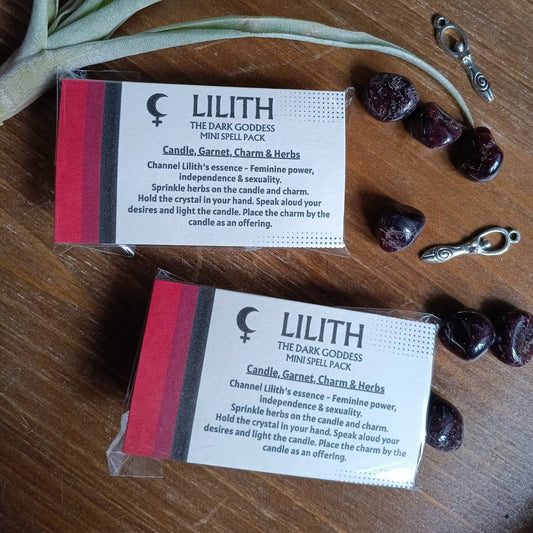 LILITH
THE DARK GODDESS
MINI SPELL PACK
Candle, Garnet, Charm & Herbs
Channel Lilith's essence - Feminine power,
independence & sexuality.
Sprinkle herbs on the candle and charm.
Hold the crystal in your hand. Speak aloud your
desires and light the candle. Place the charm by the
candle as an offering.
LILITH
THE DARK GODDESS
MINI SPELL PACK
Candle, Garnet, Charm & Herbs
Channel Lilith's essence - Feminine power,
independence & sexuality.
Sprinkle herbs on the candle and charm.
Hold the crystal in your hand. Speak aloud your
desires and light the candle. Place the charm by the
candle as an offering.